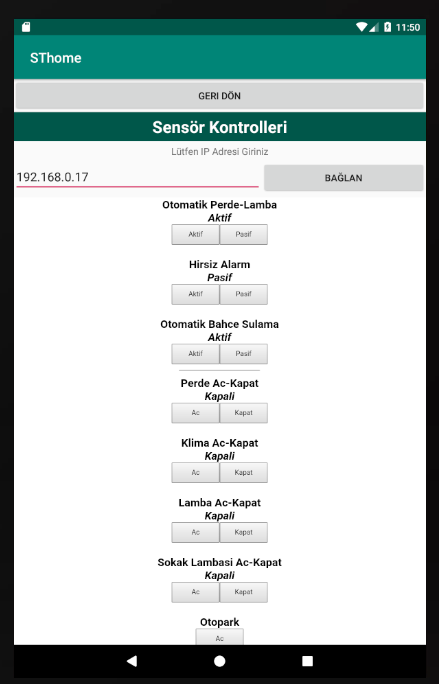 11:50
SThome
GERI DÖN
Sensör Kontrolleri
Lütfen IP Adresi Giriniz
192.168.0.17 BAĞLAN
Otomatik Perde-Lamba
Aktif
Aktif Pasif
Hirsiz Alarm
Pasif
Aktif Pasif
Otomatik Bahce Sulama
Aktif
Aktif Pasif
Perde Ac-Kapat
Kapali
Ac Kapat
Klima Ac-Kapat
Kapali
Ac Kapat
Lamba Ac-Kapat
Kapali
Ac Kapat
Sokak Lambasi Ac-Kapat
Kapali
Ac Kapat
Otopark
Ac